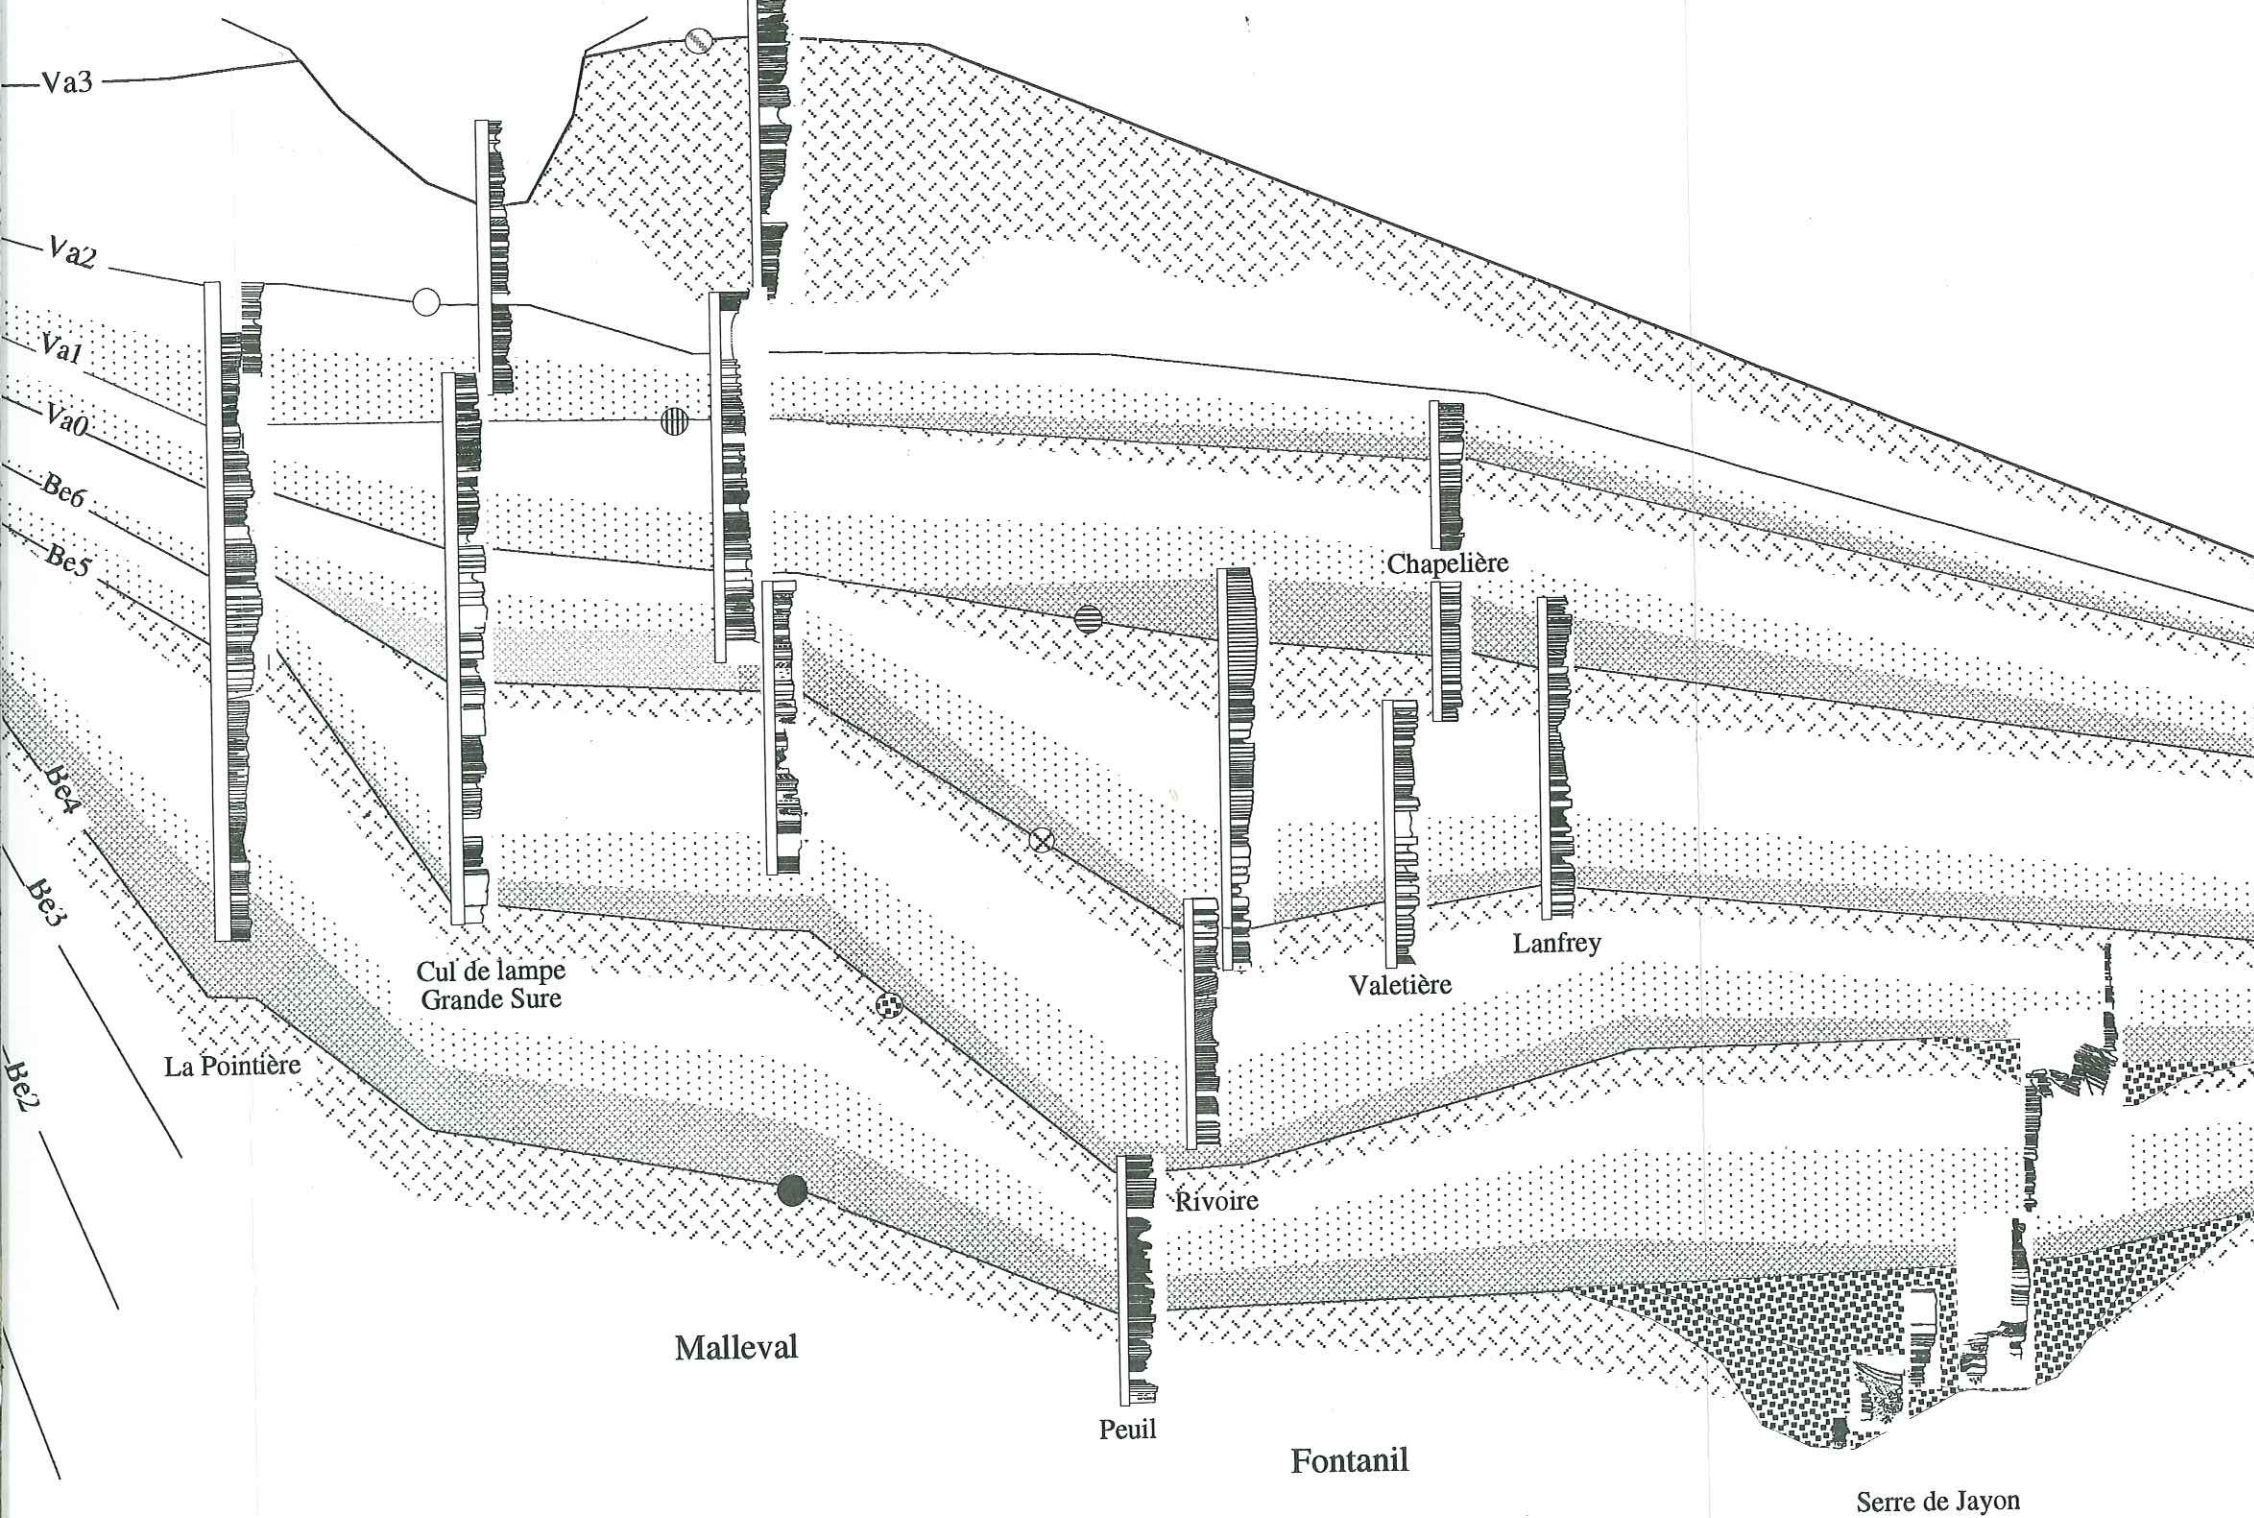 Va3
Va2
Va1
Va0
Be6
Be5
Be4
Be3
Be2
Chapelière
Lanfrey
Valetière
Cul de lampe
Grande Sure
La Pointière
Rivoire
Malleval
Peuil
Fontanil
Serre de Jayon